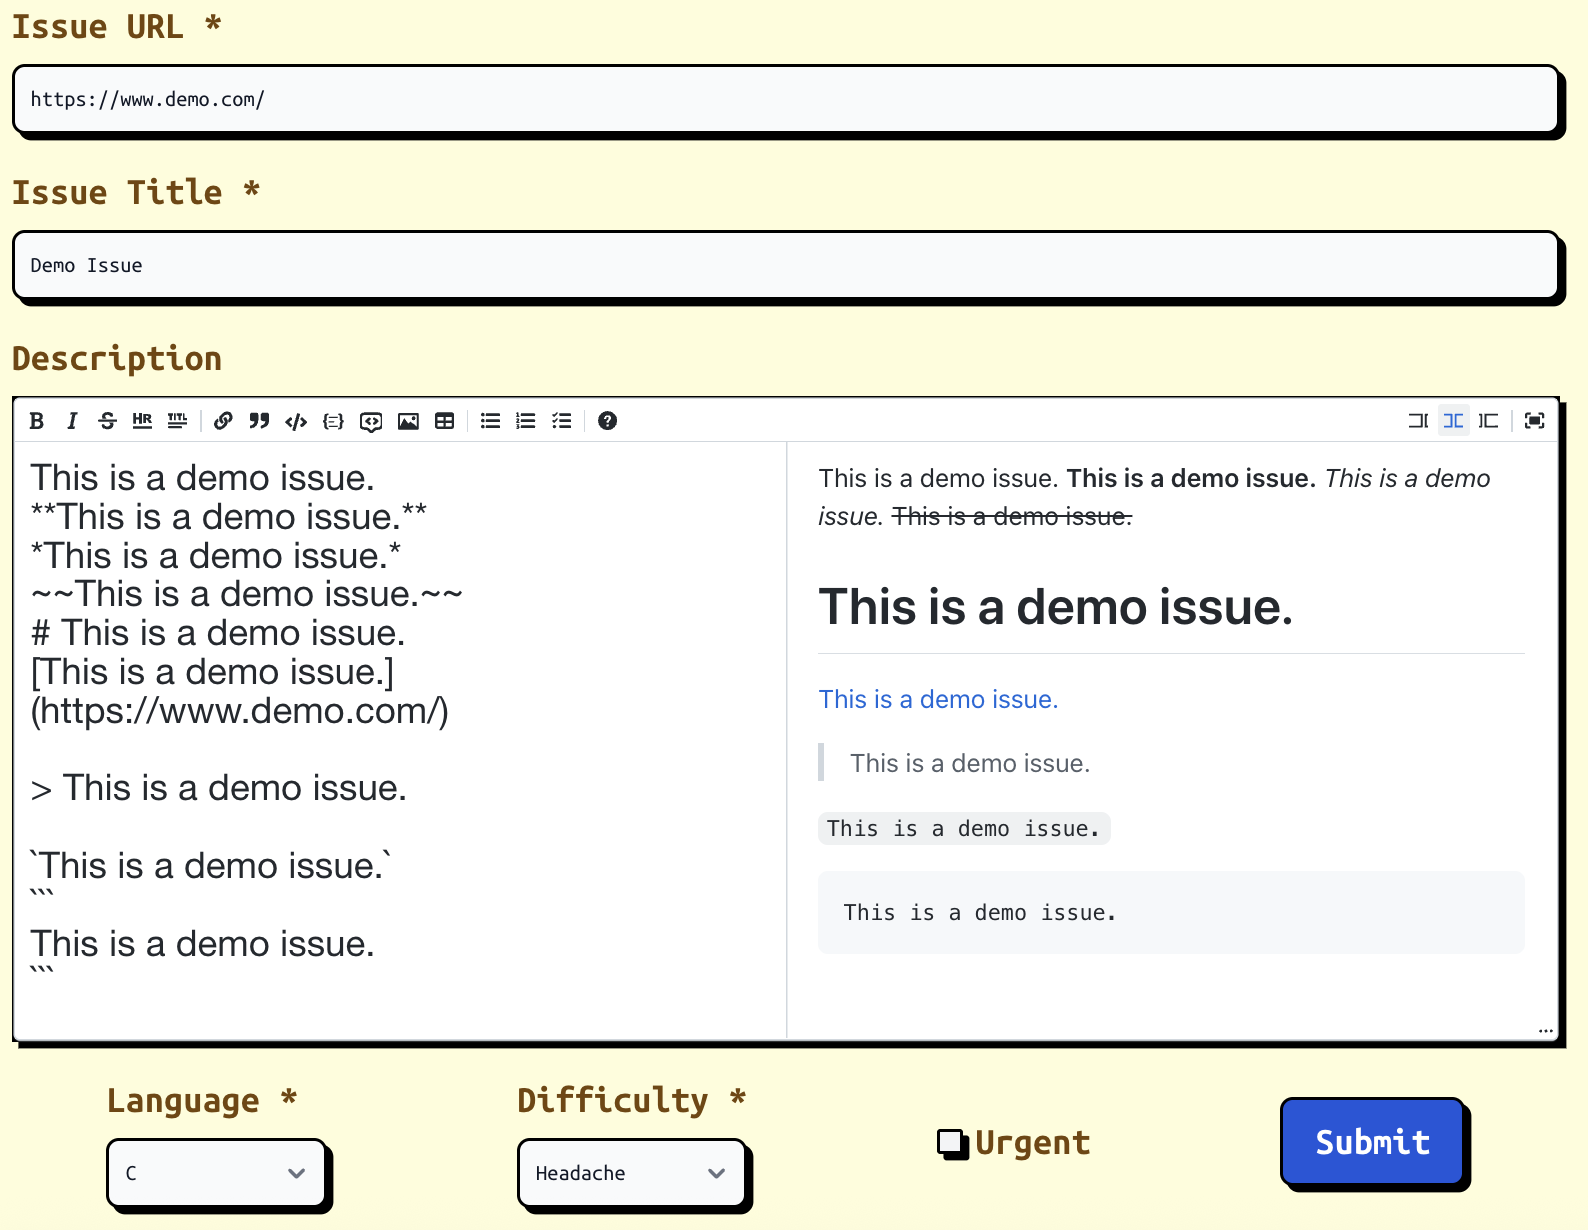 Issue URL *
https://www.demo.com/
Issue Title *
Demo Issue
Description
B I S HR TITL
This is a demo issue.
**This is a demo issue.**
*This is a demo issue.*
~~This is a demo issue.~~
# This is a demo issue.
[This is a demo issue.]
(https://www.demo.com/)
> This is a demo issue.
`This is a demo issue.`
```
This is a demo issue.
```
This is a demo issue. This is a demo issue. This is a demo
issue. This is a demo issue.
This is a demo issue.
This is a demo issue.
This is a demo issue.
This is a demo issue.
This is a demo issue.
Language *
C
Difficulty *
Headache
Urgent
Submit